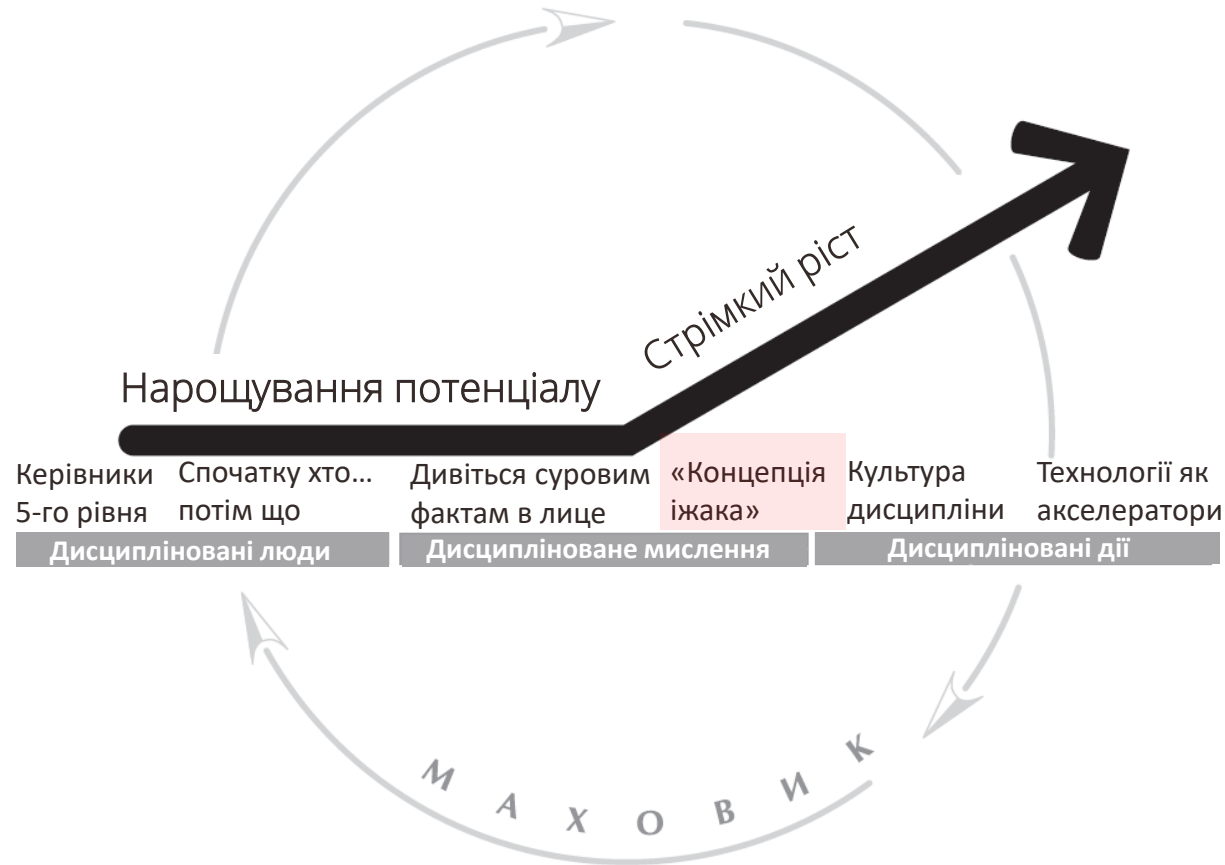 Стрімкий ріст
Нарощування потенціалу
Керівники
5-го рівня
Спочатку хто...
потім що
Дивіться суровим
фактам в лице
«Концепція
їжака»
Культура
дисципліни
Технології як
акселератори
Дисципліновані люди
Дисципліноване мислення
Дисципліновані дії
МАХОВИК